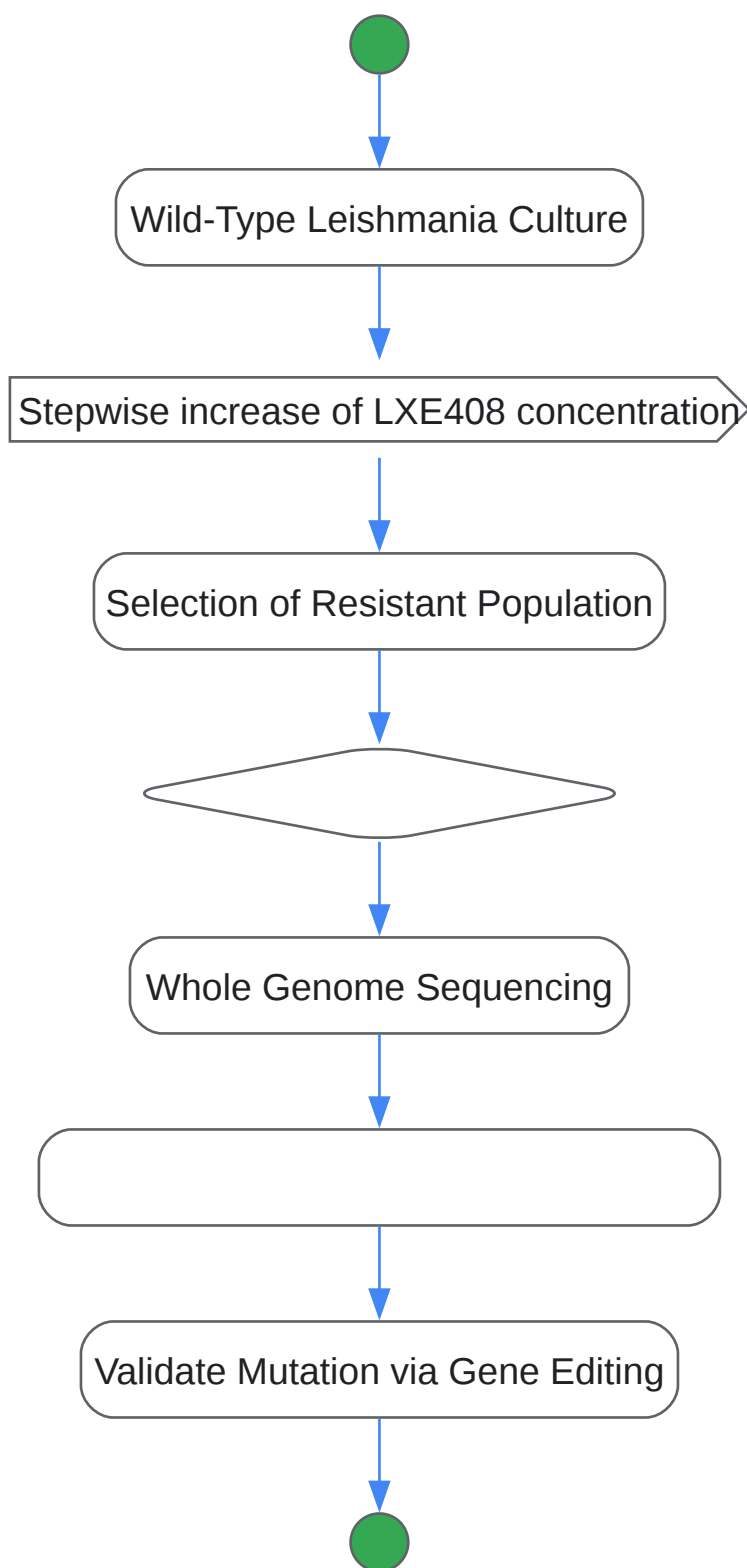 Wild-Type Leishmania Culture
Stepwise increase of LXE408 concentration
Selection of Resistant Population
Whole Genome Sequencing
Validate Mutation via Gene Editing